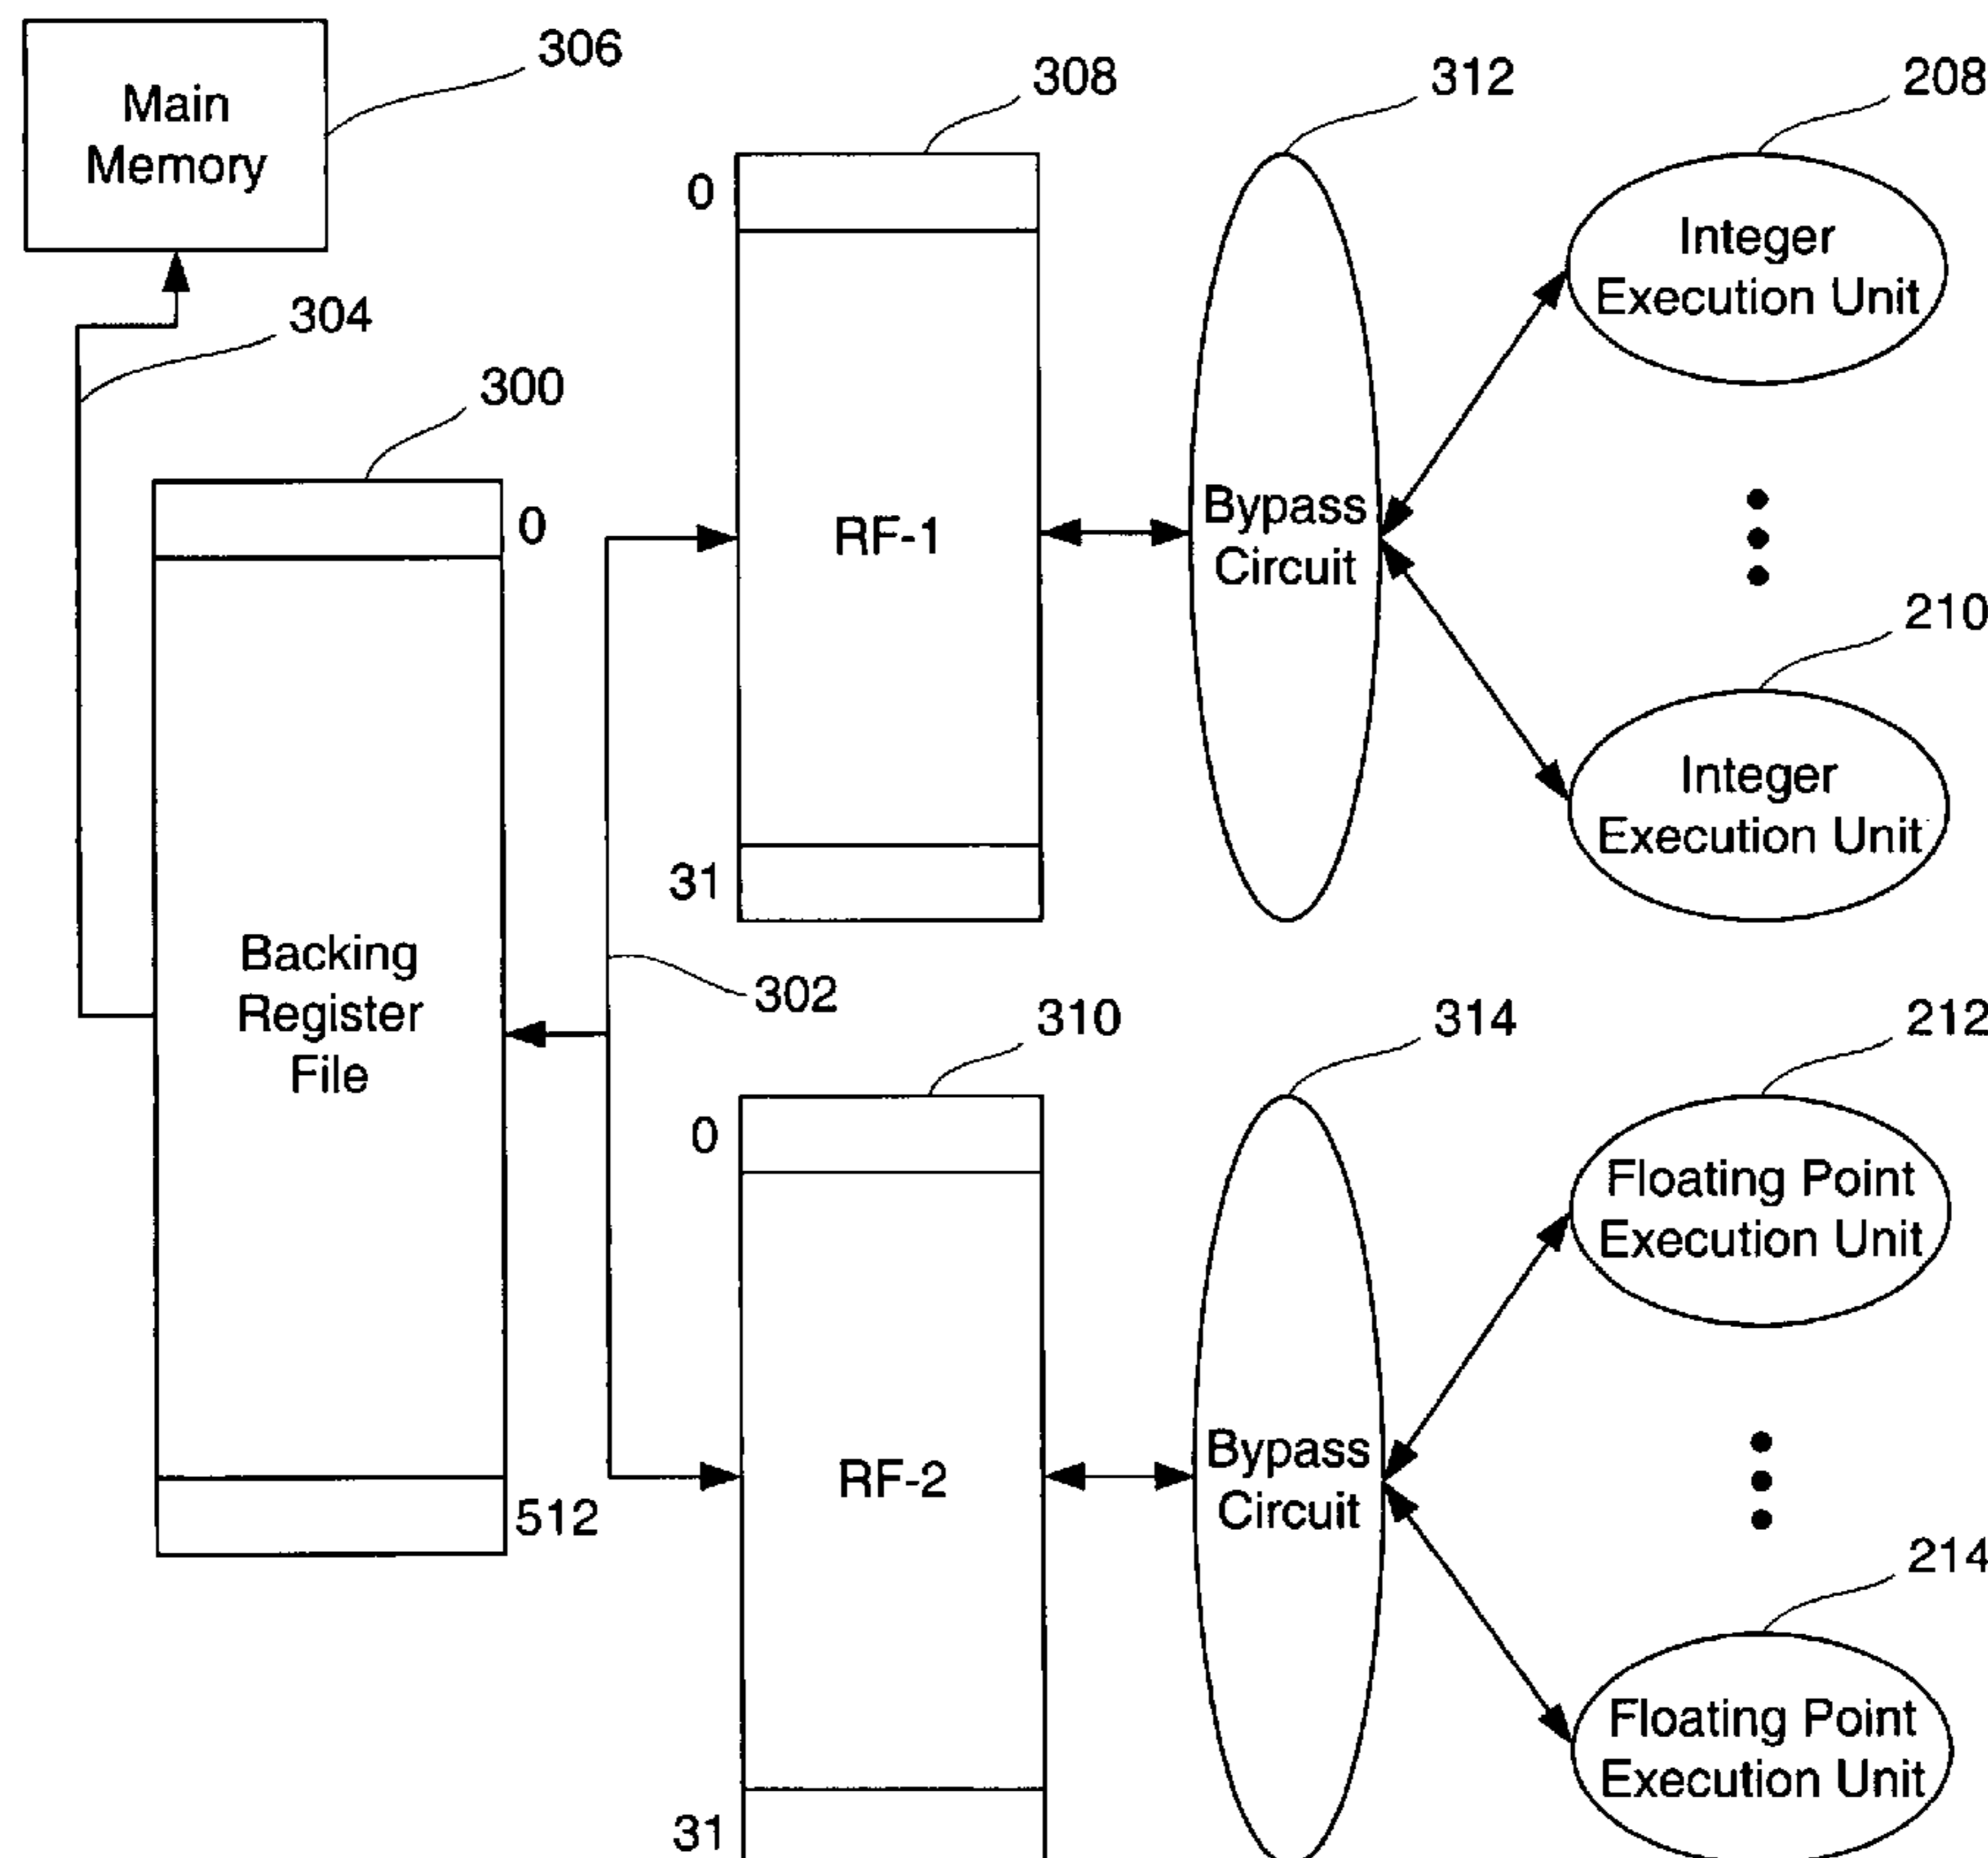 306
Main
Memory
308
312
208
0
Integer
Execution Unit
304
300
0
RF-1
Bypass
Circuit
210
Integer
Execution Unit
31
Backing
Register
File
302
310
314
212
0
Floating Point
Execution Unit
512
RF-2
Bypass
Circuit
214
Floating Point
Execution Unit
31